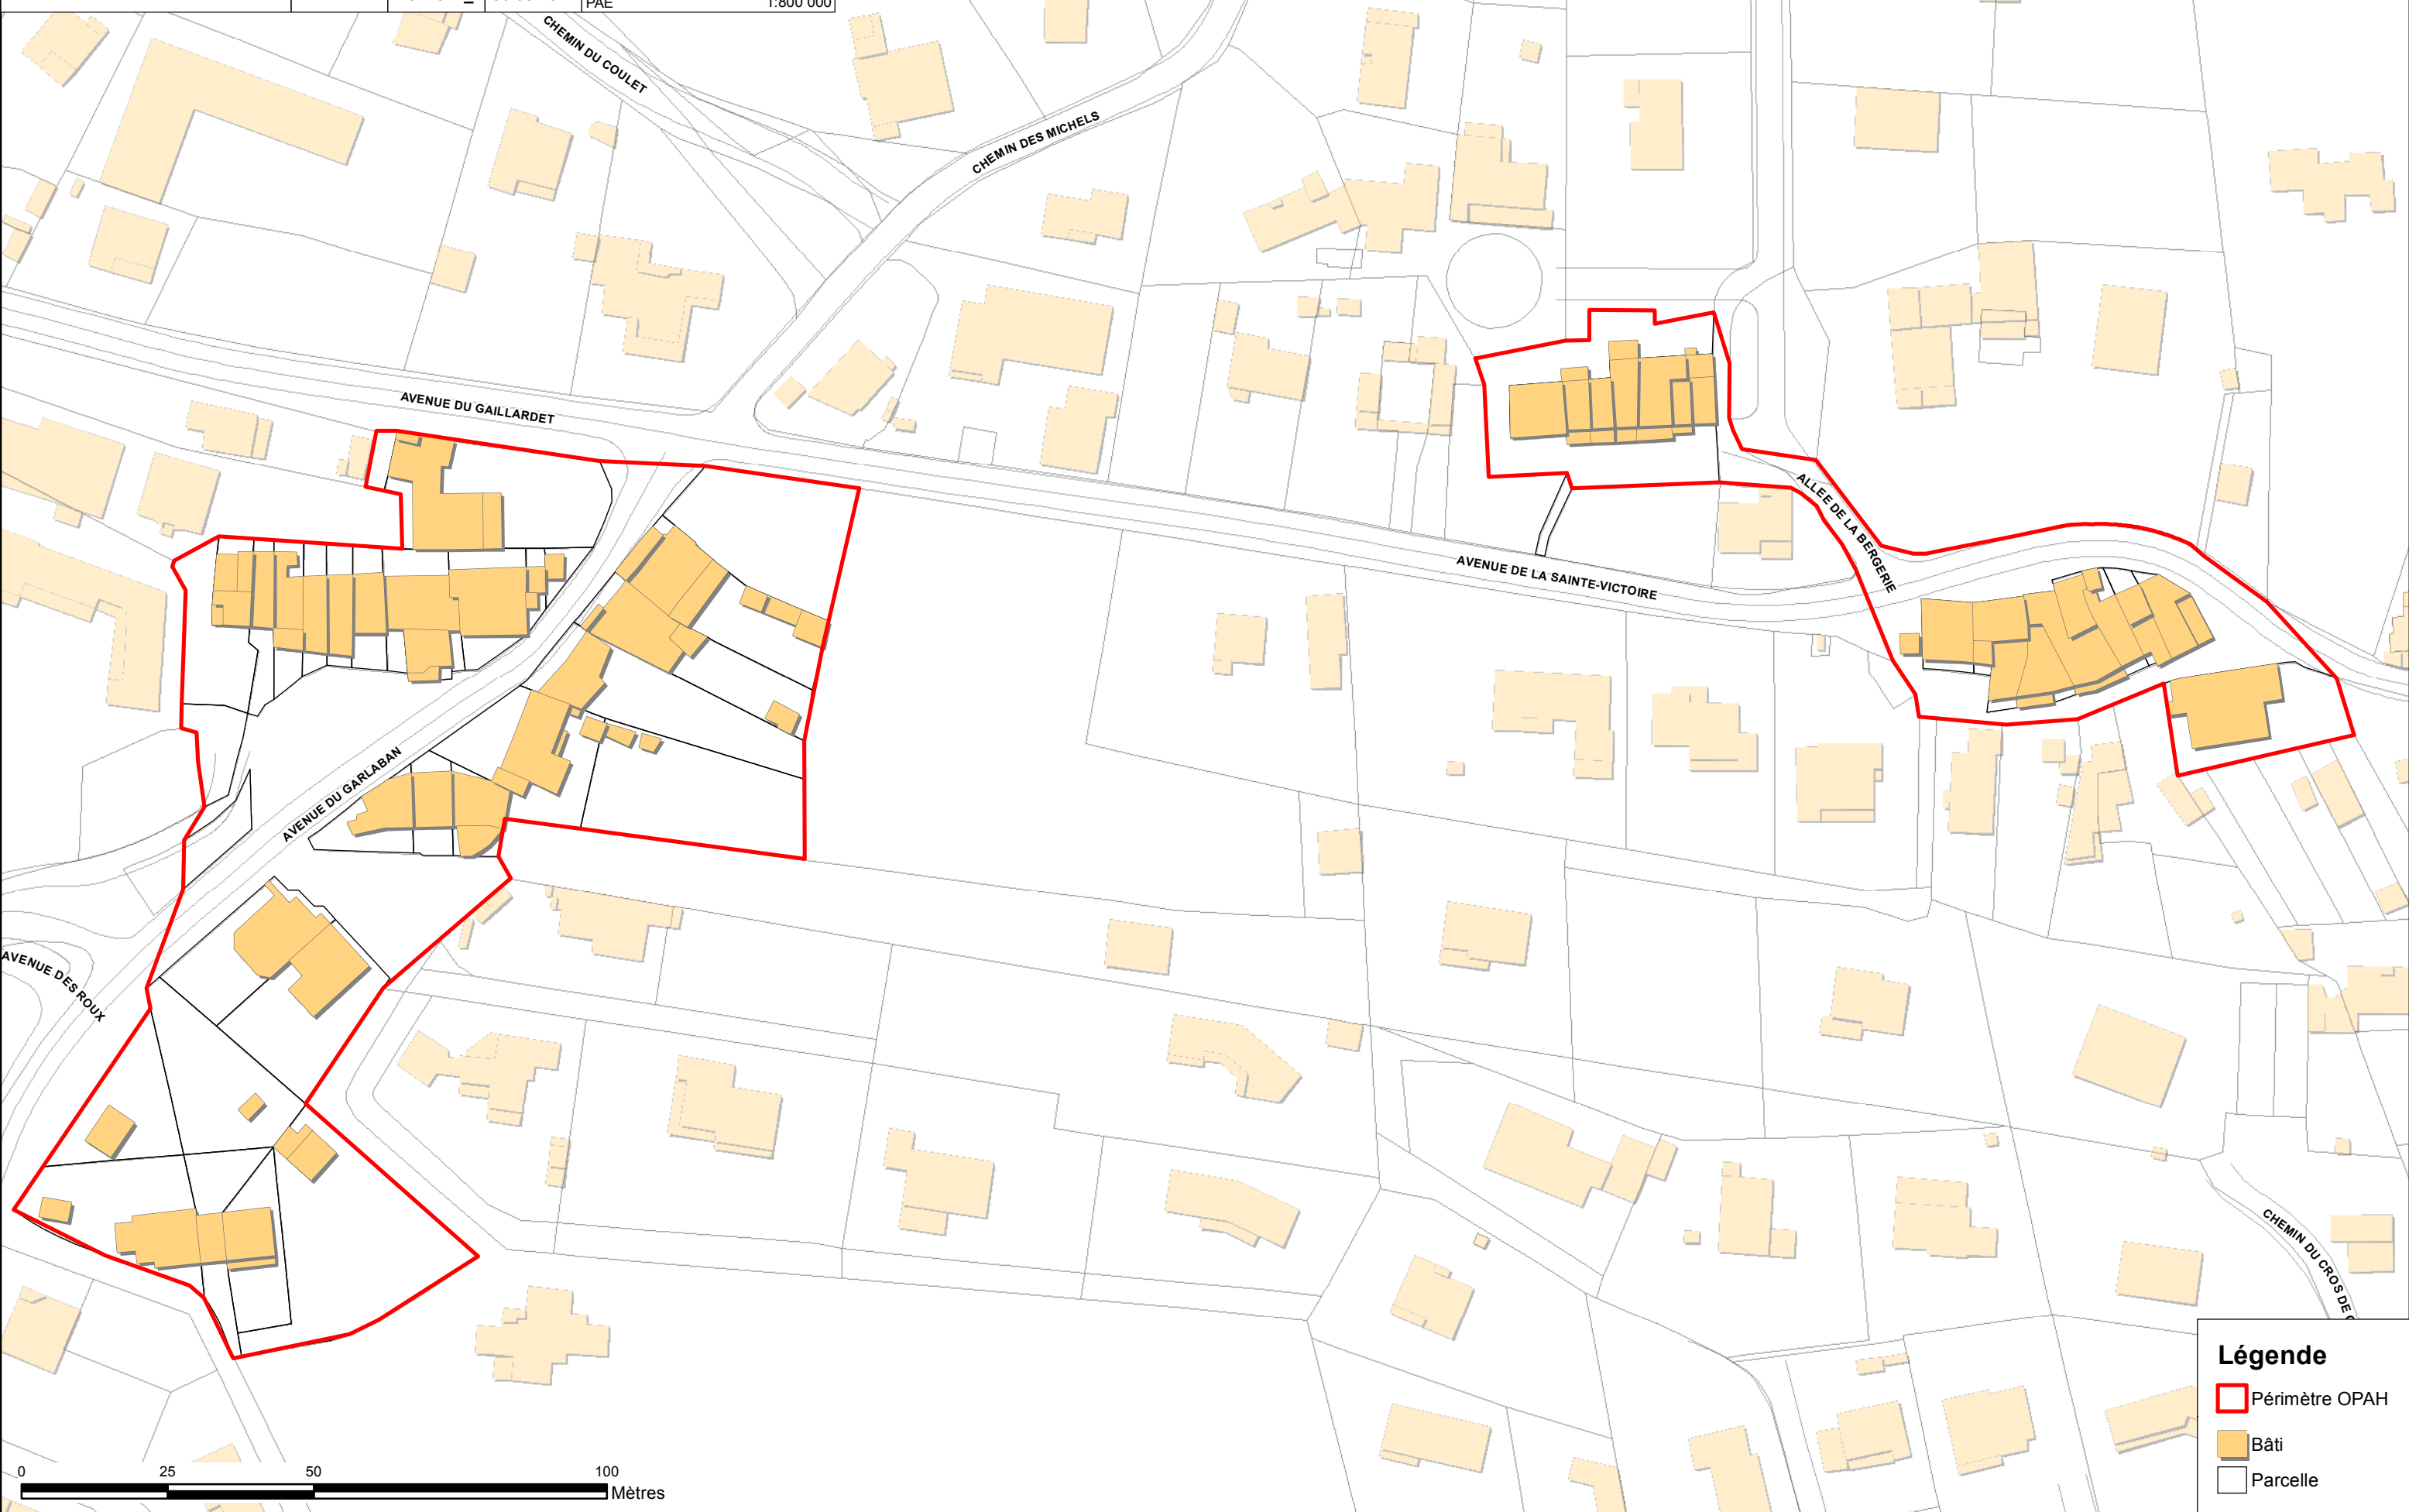 PAE
1:800 000
CHEMIN DU COULET
CHEMIN DES MICHELS
AVENUE DU GAILLARDET
ALLEE DE LA BERGERIE
AVENUE DE LA SAINTE-VICTOIRE
AVENUE DU GARLABAN
AVENUE DES ROUX
CHEMIN DU CROS DE
Légende
Périmètre OPAH
Bâti
Parcelle
0 25 50 100
Mètres